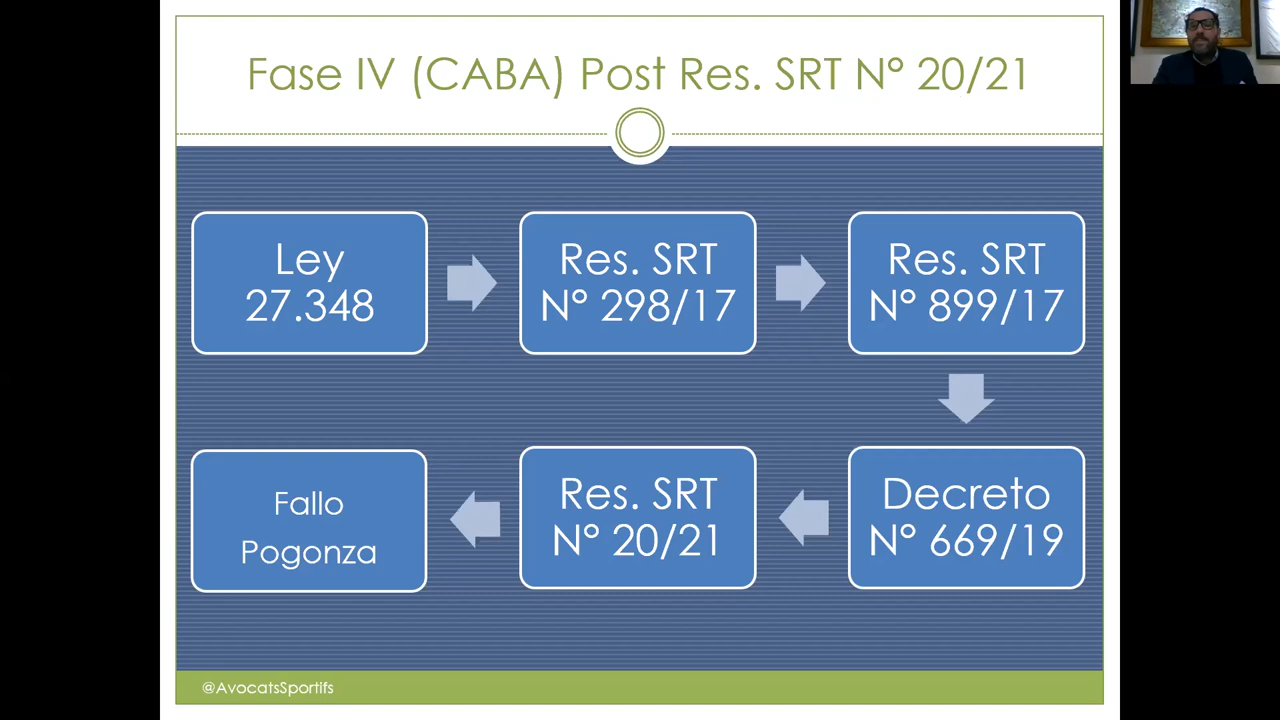 Fase IV (CABA) Post Res. SRT N° 20/21
Ley
27.348
Res. SRT
N° 298/17
Res. SRT
N° 899/17
Decreto
N° 669/19
Res. SRT
N° 20/21
Fallo
Pogonza
@AvocatsSportifs